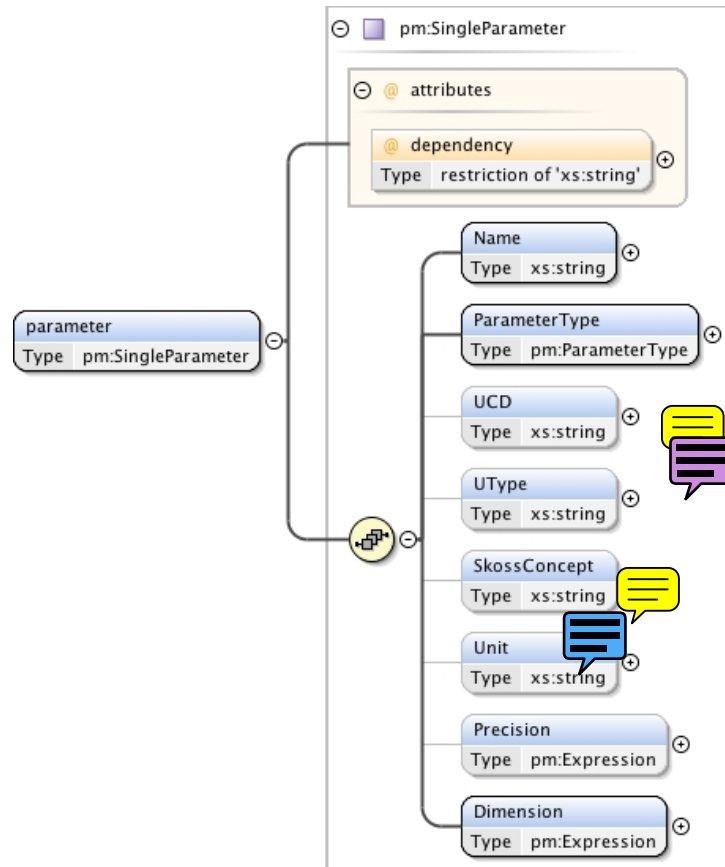 pm:SingleParameter
@ attributes
@ dependency
Type restriction of 'xs:string'
Name
Type xs:string
parameter
Type pm:SingleParameter
ParameterType
Type pm:ParameterType
UCD
Type xs:string
UType
Type xs:string
SkossConcept
Type xs:string
Unit
Type xs:string
Precision
Type pm:Expression
Dimension
Type pm:Expression